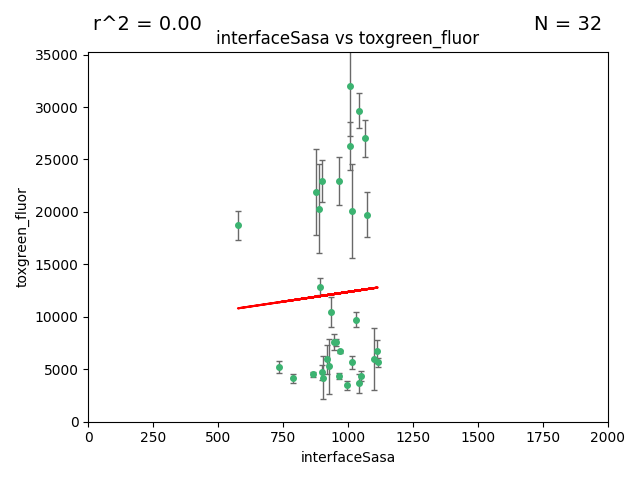 r^2 = 0.00
N = 32
interfaceSasa vs toxgreen_fluor
35000
30000
25000
20000
15000
10000
5000
0
toxgreen_fluor
0 250 500 750 1000 1250 1500 1750 2000
interfaceSasa